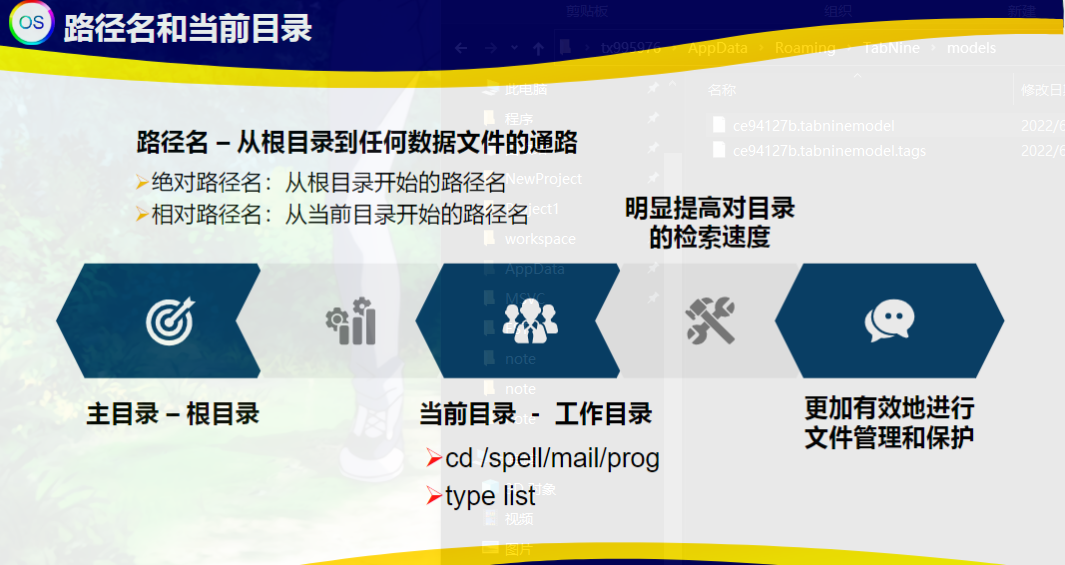 OS 路径名和当前目录
剪贴板 组织 新建
tx995976 › AppData › Roaming › TabNine › models
此电脑 名称 修改日
程序 ce94127b.tabninemodel 2022/6
ce94127b.tabninemodel.tags 2022/6
路径名 – 从根目录到任何数据文件的通路
绝对路径名：从根目录开始的路径名
NewProject
相对路径名：从当前目录开始的路径名
workspace
AppData
note
note
明显提高对目录
的检索速度
主目录 – 根目录
当前目录 - 工作目录
cd /spell/mail/prog
type list
更加有效地进行
文件管理和保护
视频
图片